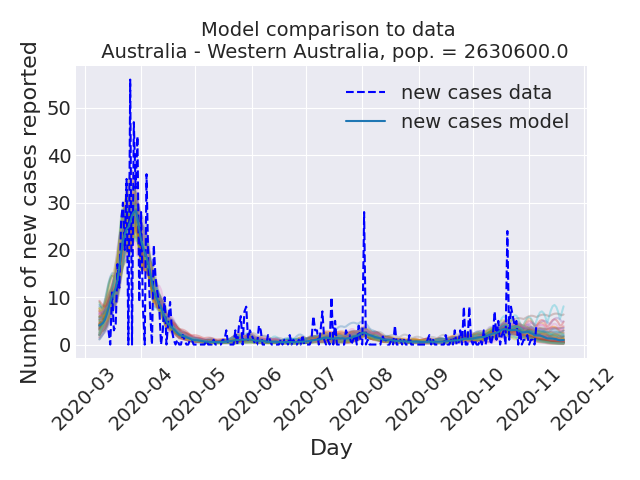 Model comparison to data
Australia - Western Australia, pop. = 2630600.0
Number of new cases reported
50
40
30
20
10
0
new cases data
new cases model
2020-03
2020-04
2020-05
2020-06
2020-07
2020-08
2020-09
2020-10
2020-11
2020-12
Day